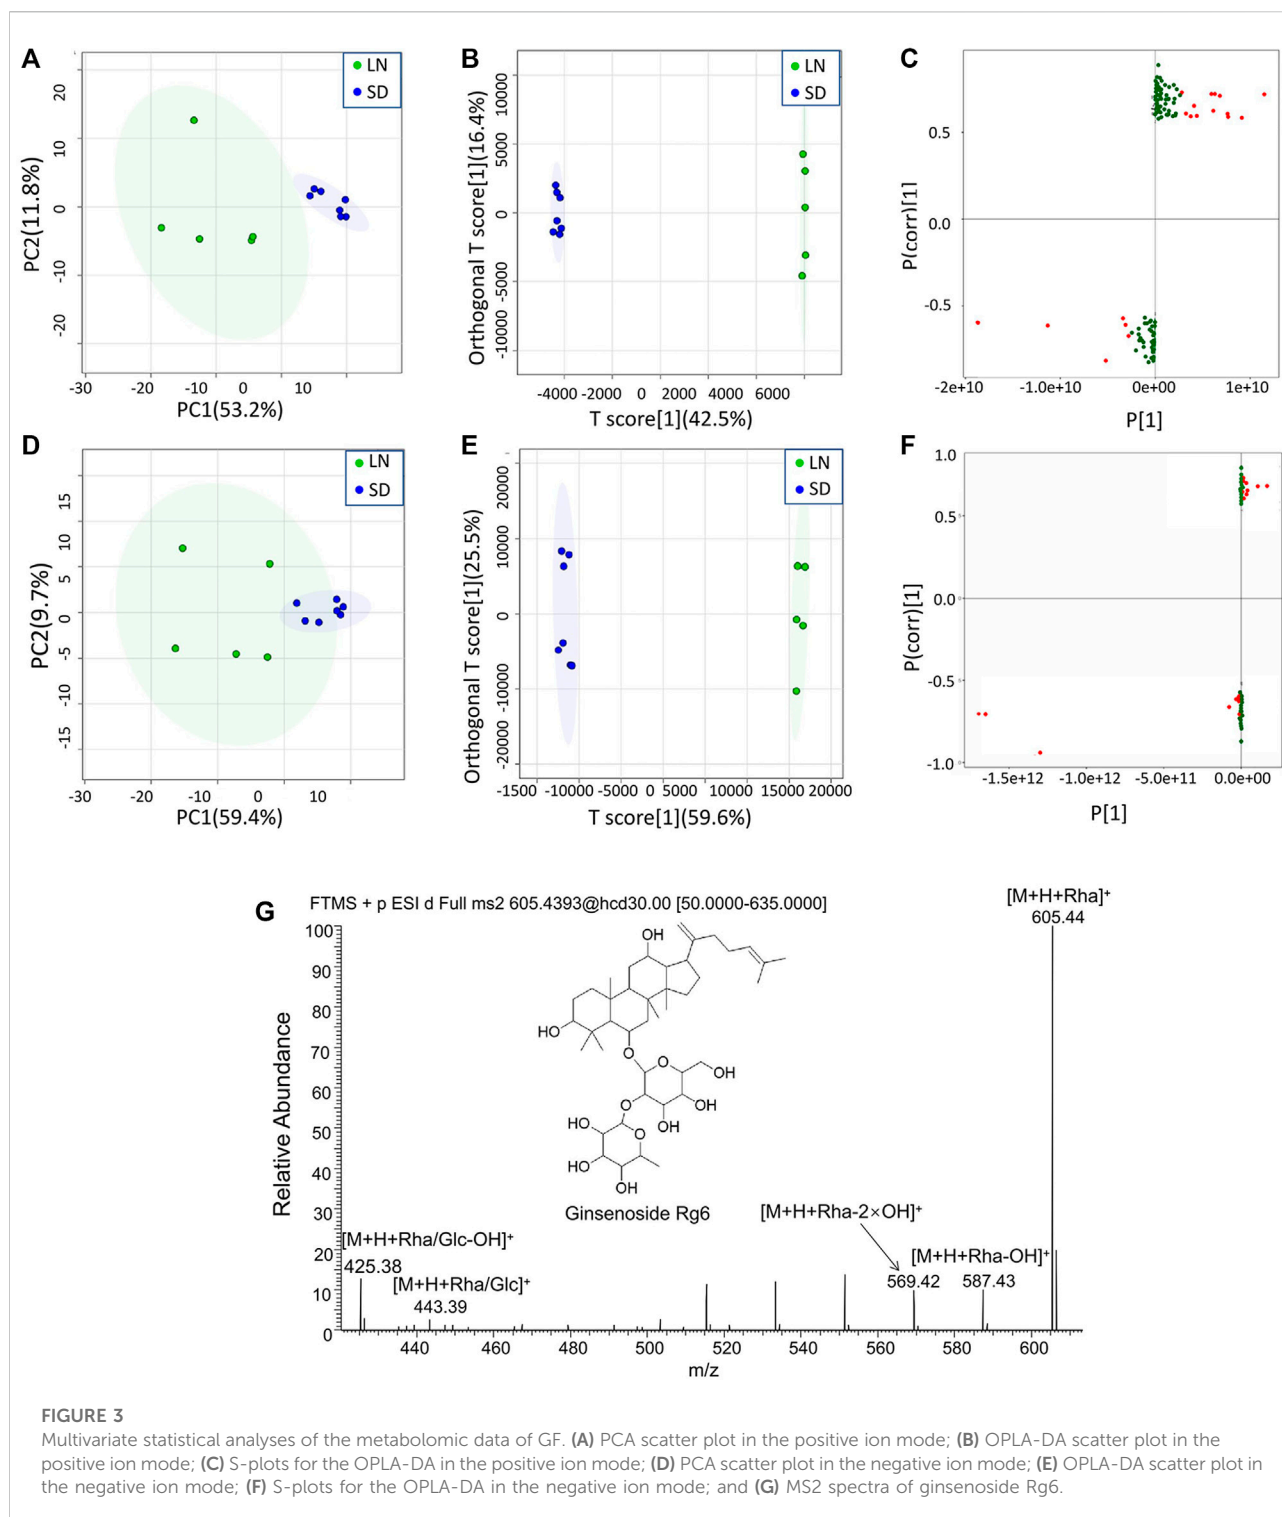 A
LN
SD
PC2(11.8%)
20
10
0
-10
-20
-30
-20
-10
0
10
PC1(53.2%)
B
LN
SD
Orthogonal T score[1](16.4%)
10000
5000
0
-5000
-10000
-4000
-2000
0
2000
4000
6000
T score[1](42.5%)
C
P(corr)[1]
0.5
0.0
-0.5
-2e+10
-1.0e+10
0e+00
1e+10
P[1]
D
LN
SD
PC2(9.7%)
15
10
5
0
-5
-10
-15
-30
-20
-10
0
10
PC1(59.4%)
E
LN
SD
Orthogonal T score[1](25.5%)
20000
10000
0
-10000
-20000
-1500
-10000
-5000
0
5000
10000
15000
20000
T score[1](59.6%)
F
P(corr)[1]
1.0
0.5
0.0
-0.5
-1.0
-1.5e+12
-1.0e+12
-5.0e+11
0.0e+00
P[1]
G
FTMS + p ESI d Full ms2 605.4393@hcd30.00 [50.0000-635.0000]
[M+H+Rha]+
605.44
Relative Abundance
100
90
80
70
60
50
40
30
20
10
0
OH
HO
O
O
OH
OH
OH
O
O
HO
HO
OH
Ginsenoside Rg6
[M+H+Rha/Glc-OH]+
425.38
[M+H+Rha/Glc]+
443.39
[M+H+Rha-2×OH]+
569.42
[M+H+Rha-OH]+
587.43
440
460
480
500
520
540
560
580
600
m/z
FIGURE 3
Multivariate statistical analyses of the metabolomic data of GF. (A) PCA scatter plot in the positive ion mode; (B) OPLA-DA scatter plot in the
positive ion mode; (C) S-plots for the OPLA-DA in the positive ion mode; (D) PCA scatter plot in the negative ion mode; (E) OPLA-DA scatter plot in
the negative ion mode; (F) S-plots for the OPLA-DA in the negative ion mode; and (G) MS2 spectra of ginsenoside Rg6.